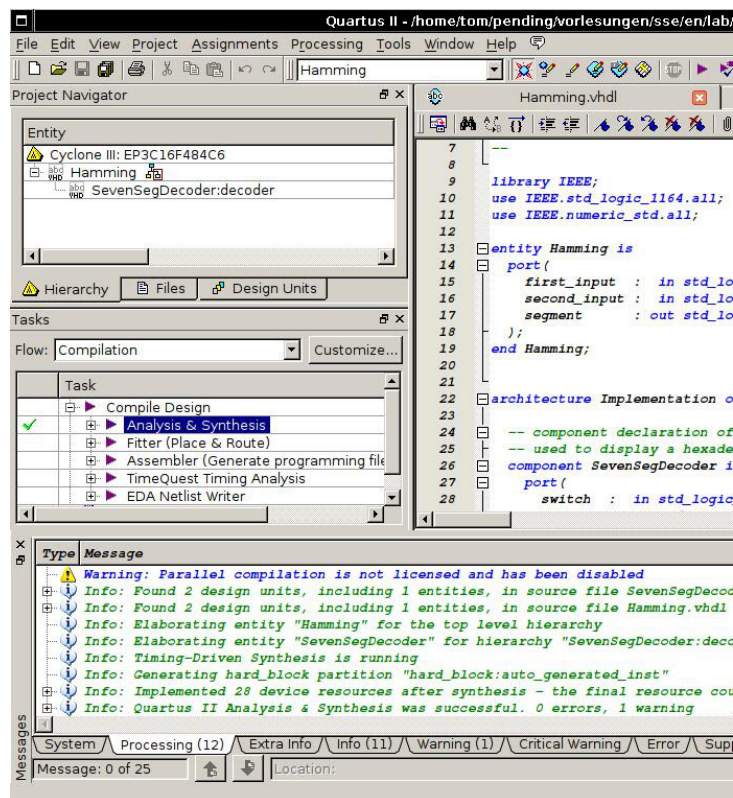 Quartus II - /home/tom/pending/vorlesungen/sse/en/lab/
File Edit View Project Assignments Processing Tools Window Help
Hamming
Project Navigator
Entity
Cyclone III: EP3C16F484C6
Hamming
SevenSegDecoder:decoder
Hierarchy Files Design Units
Tasks
Flow: Compilation Customize...
Task
Compile Design
Analysis & Synthesis
Fitter (Place & Route)
Assembler (Generate programming file
TimeQuest Timing Analysis
EDA Netlist Writer
Hamming.vhdl
7 --
8
9 library IEEE;
10 use IEEE.std_logic_1164.all;
11 use IEEE.numeric_std.all;
12
13 entity Hamming is
14 port(
15 first_input : in std_lo
16 second_input : in std_lo
17 segment : out std_lo
18 );
19 end Hamming;
20
21
22 architecture Implementation o
23
24 -- component declaration of
25 -- used to display a hexade
26 component SevenSegDecoder i
27 port(
28 switch : in std_logic
Type Message
Warning: Parallel compilation is not licensed and has been disabled
Info: Found 2 design units, including 1 entities, in source file SevenSegDecod
Info: Found 2 design units, including 1 entities, in source file Hamming.vhdl
Info: Elaborating entity "Hamming" for the top level hierarchy
Info: Elaborating entity "SevenSegDecoder" for hierarchy "SevenSegDecoder:deco
Info: Timing-Driven Synthesis is running
Info: Generating hard_block partition "hard_block:auto_generated_inst"
Info: Implemented 28 device resources after synthesis - the final resource cou
Info: Quartus II Analysis & Synthesis was successful. 0 errors, 1 warning
System Processing (12) Extra Info Info (11) Warning (1) Critical Warning Error Supp
Messages
Message: 0 of 25 Location: